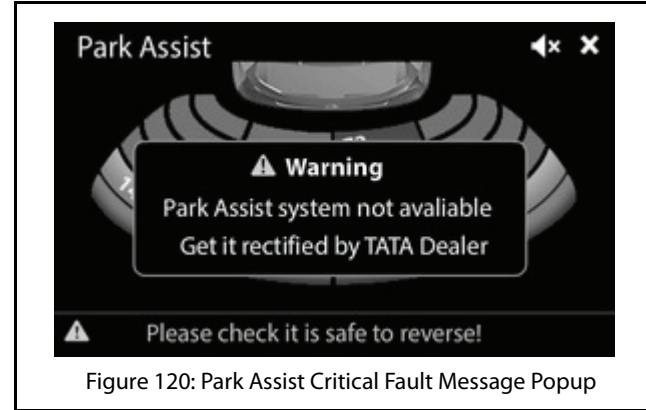 Park Assist
Warning
Park Assist system not avaliable
Get it rectified by TATA Dealer
Please check it is safe to reverse!
Figure 120: Park Assist Critical Fault Message Popup